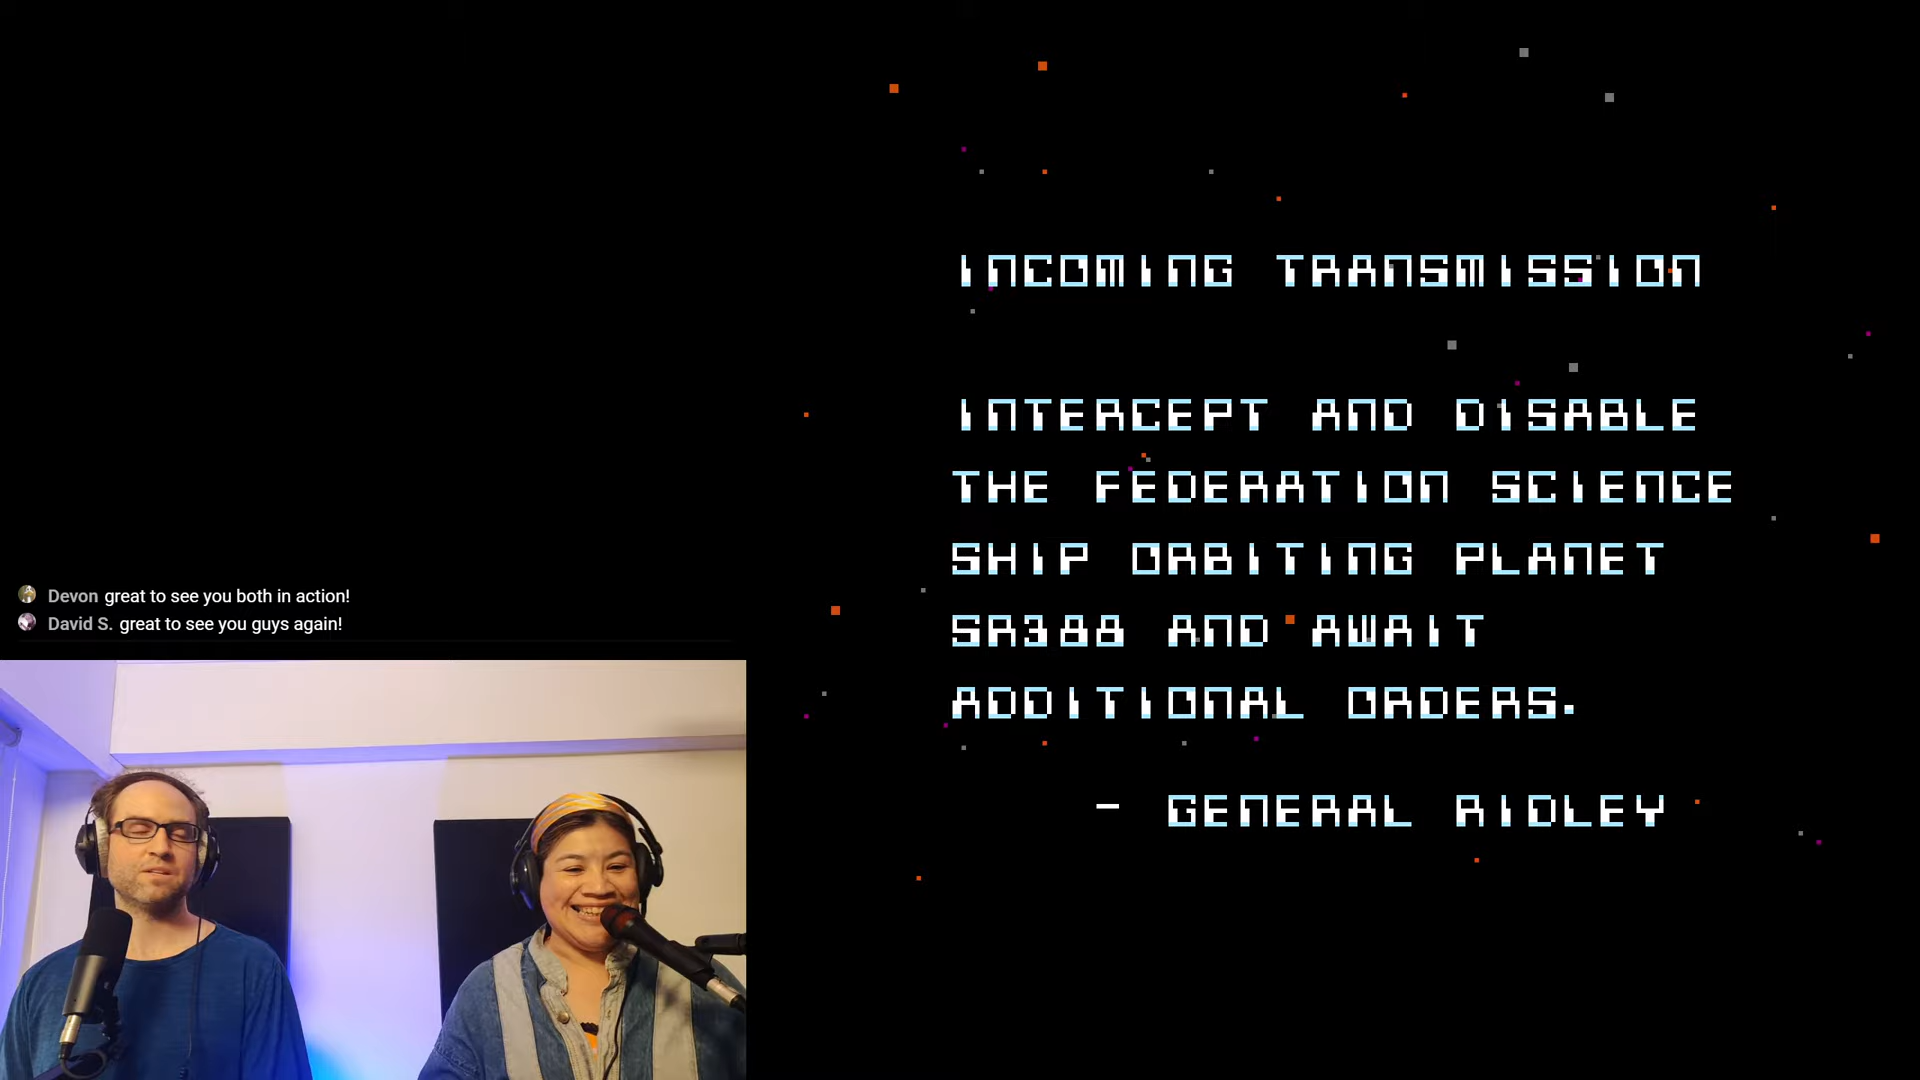 INCOMING TRANSMISSION
INTERCEPT AND DISABLE
THE FEDERATION SCIENCE
SHIP ORBITING PLANET
SR388 AND AWAIT
ADDITIONAL ORDERS.
- GENERAL RIDLEY
Devon great to see you both in action!
David S. great to see you guys again!